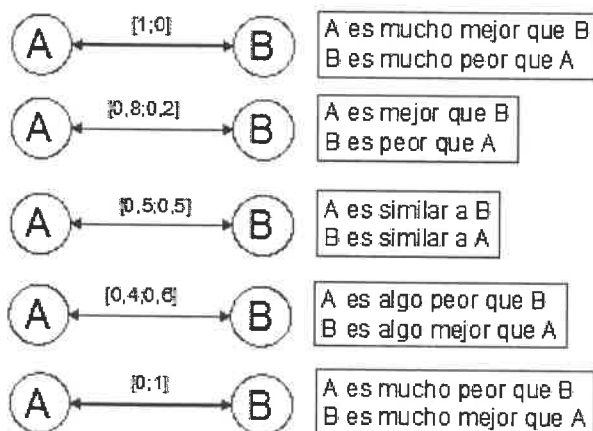 A [1;0] B
A es mucho mejor que B
B es mucho peor que A
A [0,8;0,2] B
A es mejor que B
B es peor que A
A [0,5;0,5] B
A es similar a B
B es similar a A
A [0,4;0,6] B
A es algo peor que B
B es algo mejor que A
A [0;1] B
A es mucho peor que B
B es mucho mejor que A